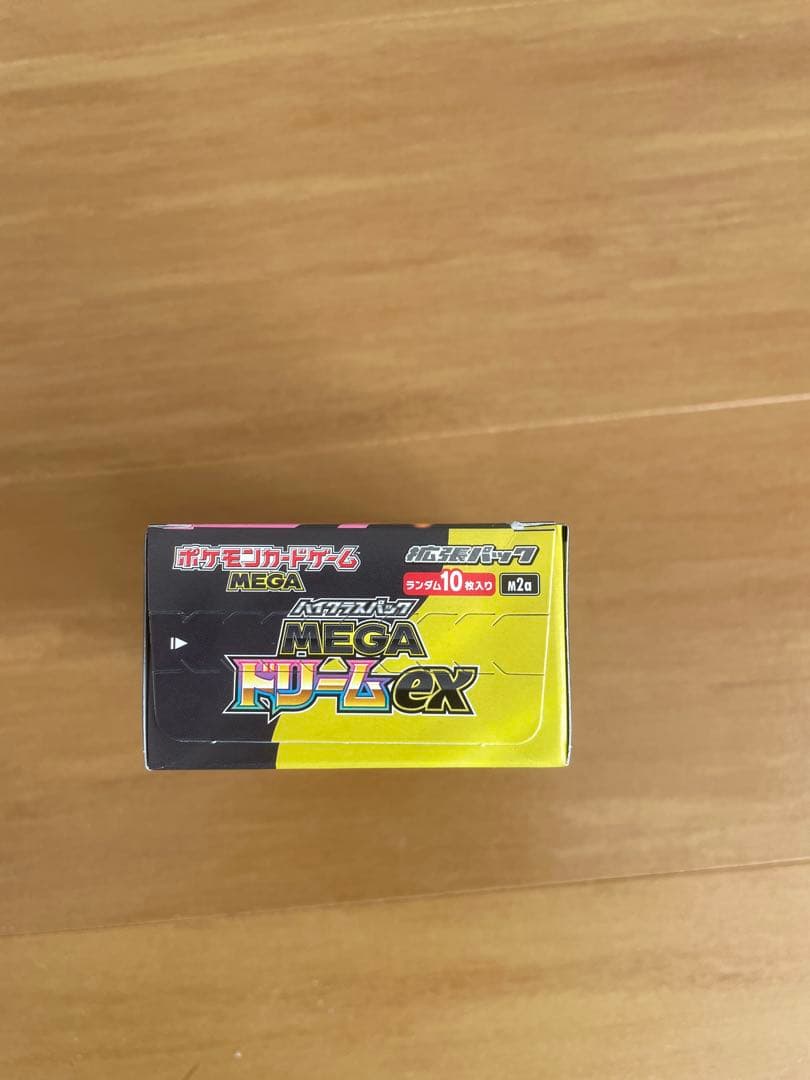 ポケモンカードゲーム
MEGA
拡張パック
ランダム10枚入り M2a
ハイクラスパック
MEGA
ドリームex